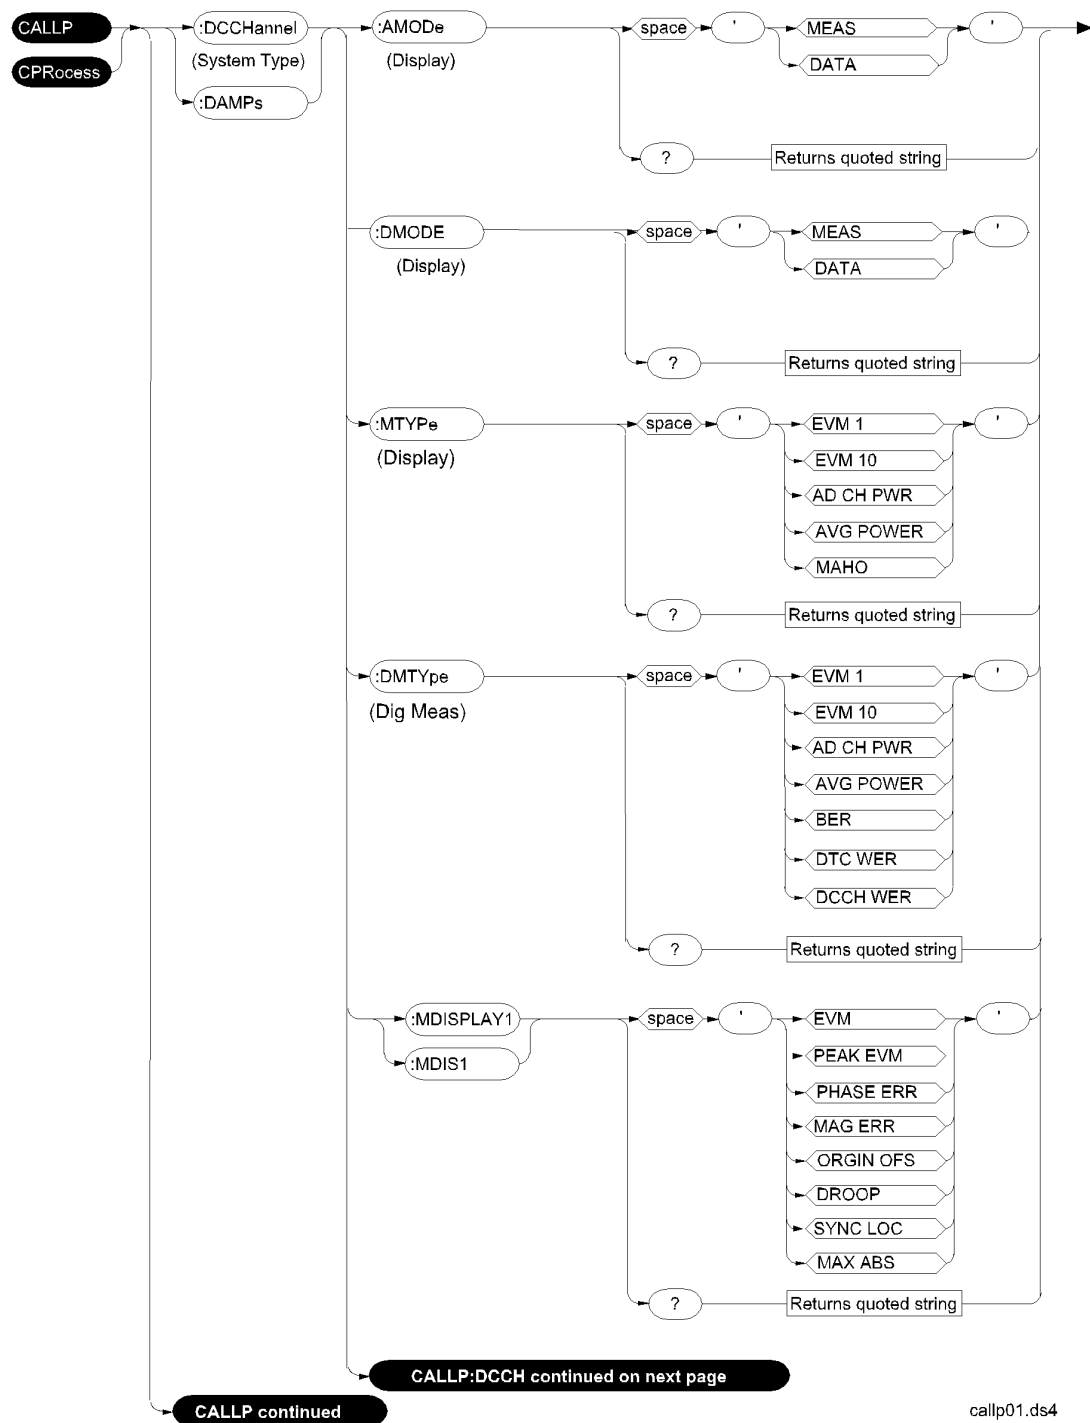 CALLP :DCCHannel :AMODe space ' MEAS '
CPRocess (System Type) (Display) DATA
:DAMPs
? Returns quoted string
:DMODE space ' MEAS '
(Display) DATA
? Returns quoted string
:MTYPe space ' EVM 1 '
(Display) EVM 10
AD CH PWR
AVG POWER
MAHO
? Returns quoted string
:DMTYpe space ' EVM 1 '
(Dig Meas) EVM 10
AD CH PWR
AVG POWER
BER
DTC WER
DCCH WER
? Returns quoted string
:MDISPLAY1 space ' EVM '
:MDIS1 PEAK EVM
PHASE ERR
MAG ERR
ORGIN OFS
DROOP
SYNC LOC
MAX ABS
? Returns quoted string
CALLP:DCCH continued on next page
CALLP continued
callp01.ds4